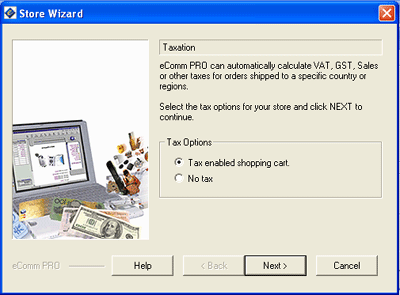 Store Wizard
Taxation
eComm PRO can automatically calculate VAT, GST, Sales
or other taxes for orders shipped to a specific country or
regions.
Select the tax options for your store and click NEXT to
continue.
Tax Options
Tax enabled shopping cart.
No tax
eComm PRO
Help
< Back
Next >
Cancel